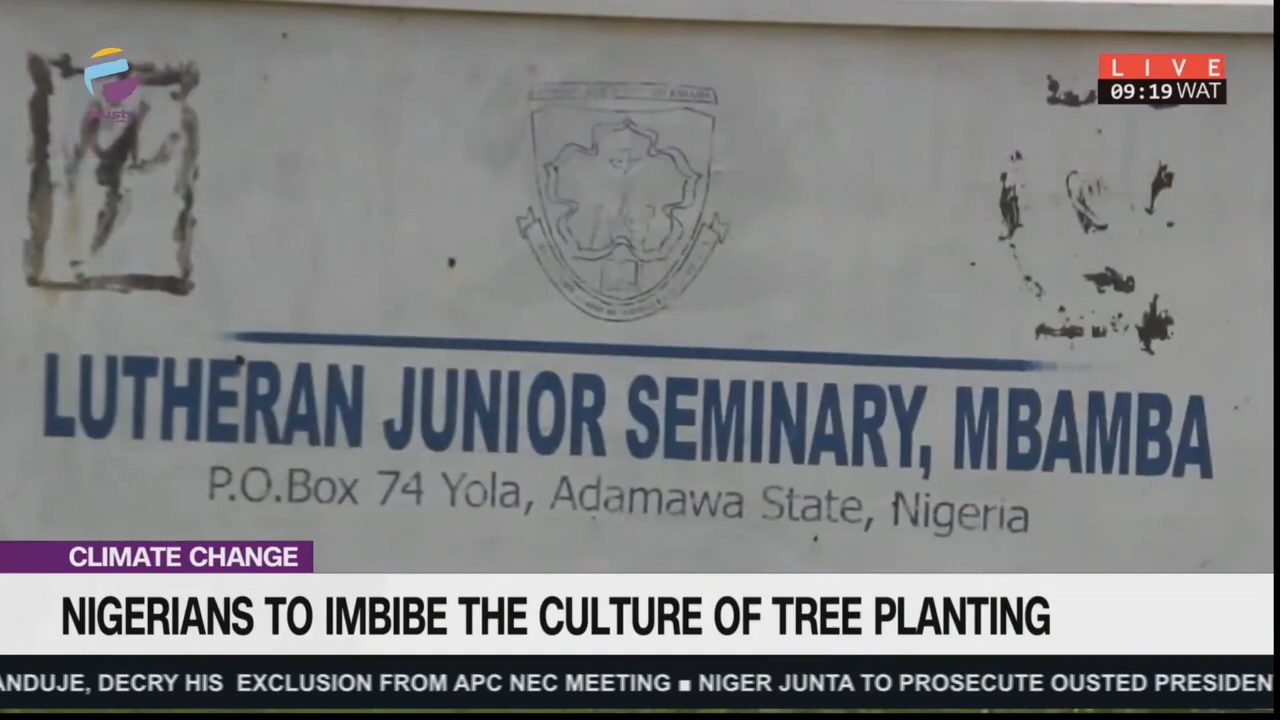 LIVE
09:19 WAT
LUTHERAN JUNIOR SEMINARY, MBAMBA
P.O.Box 74 Yola, Adamawa State, Nigeria
CLIMATE CHANGE
NIGERIANS TO IMBIBE THE CULTURE OF TREE PLANTING
ANDUJE, DECRY HIS EXCLUSION FROM APC NEC MEETING ■ NIGER JUNTA TO PROSECUTE OUSTED PRESIDEN